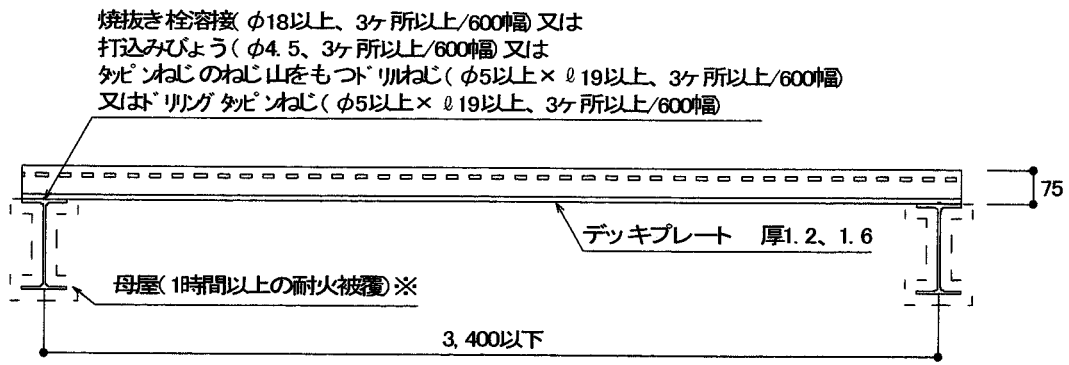 焼抜き栓溶接(φ18以上、3ヶ所以上/600幅)又は
打込みびょう(φ4.5、3ヶ所以上/600幅)又は
タッピンねじのねじ山をもつドリルねじ(φ5以上×ℓ19以上、3ヶ所以上/600幅)
又はドリリングタッピンねじ(φ5以上×ℓ19以上、3ヶ所以上/600幅)
75
デッキプレート 厚1.2、1.6
母屋(1時間以上の耐火被覆)※
3,400以下